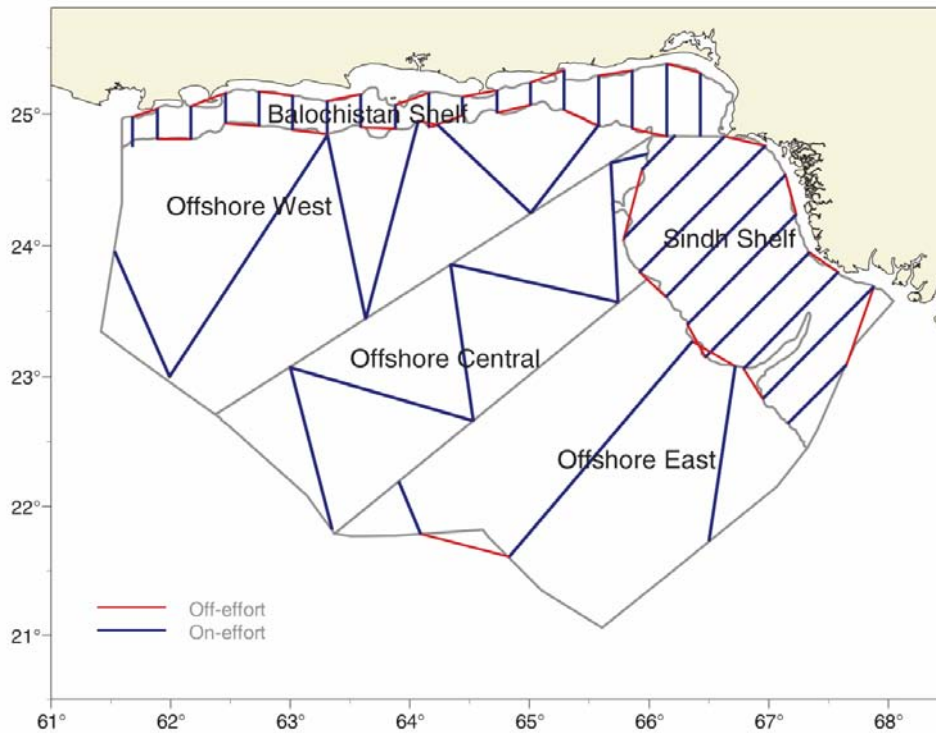 25°
Balochistan Shelf
Offshore West
24°
Sindh Shelf
Offshore Central
23°
Offshore East
22°
Off-effort
On-effort
21°
61° 62° 63° 64° 65° 66° 67° 68°